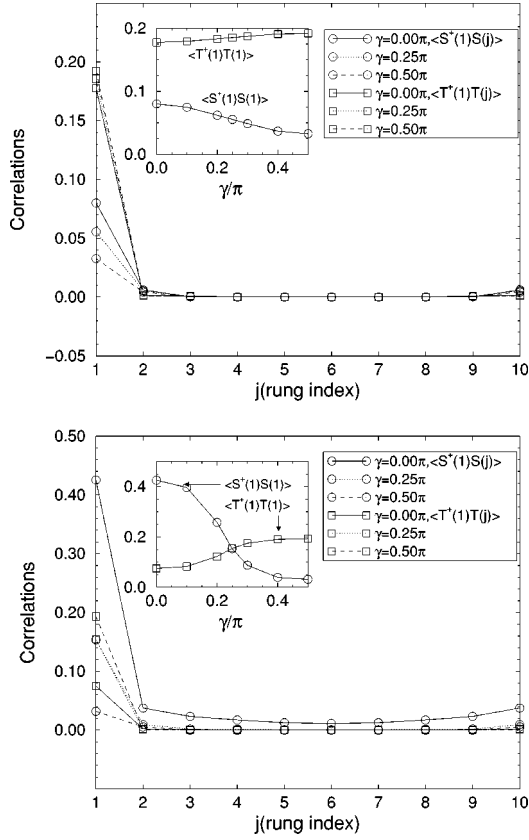 0.2
<T⁺(1)T(1)>
0.1
<S⁺(1)S(1)>
0.0
0.0 0.2 0.4
γ/π
γ=0.00π,<S⁺(1)S(j)>
γ=0.25π
γ=0.50π
γ=0.00π,<T⁺(1)T(j)>
γ=0.25π
γ=0.50π
Correlations
0.20
0.15
0.10
0.05
0.00
−0.05
1 2 3 4 5 6 7 8 9 10
j(rung index)
0.4
<S⁺(1)S(1)>
<T⁺(1)T(1)>
0.2
0.0
0.0 0.2 0.4
γ/π
γ=0.00π,<S⁺(1)S(j)>
γ=0.25π
γ=0.50π
γ=0.00π,<T⁺(1)T(j)>
γ=0.25π
γ=0.50π
Correlations
0.50
0.40
0.30
0.20
0.10
0.00
1 2 3 4 5 6 7 8 9 10
j(rung index)